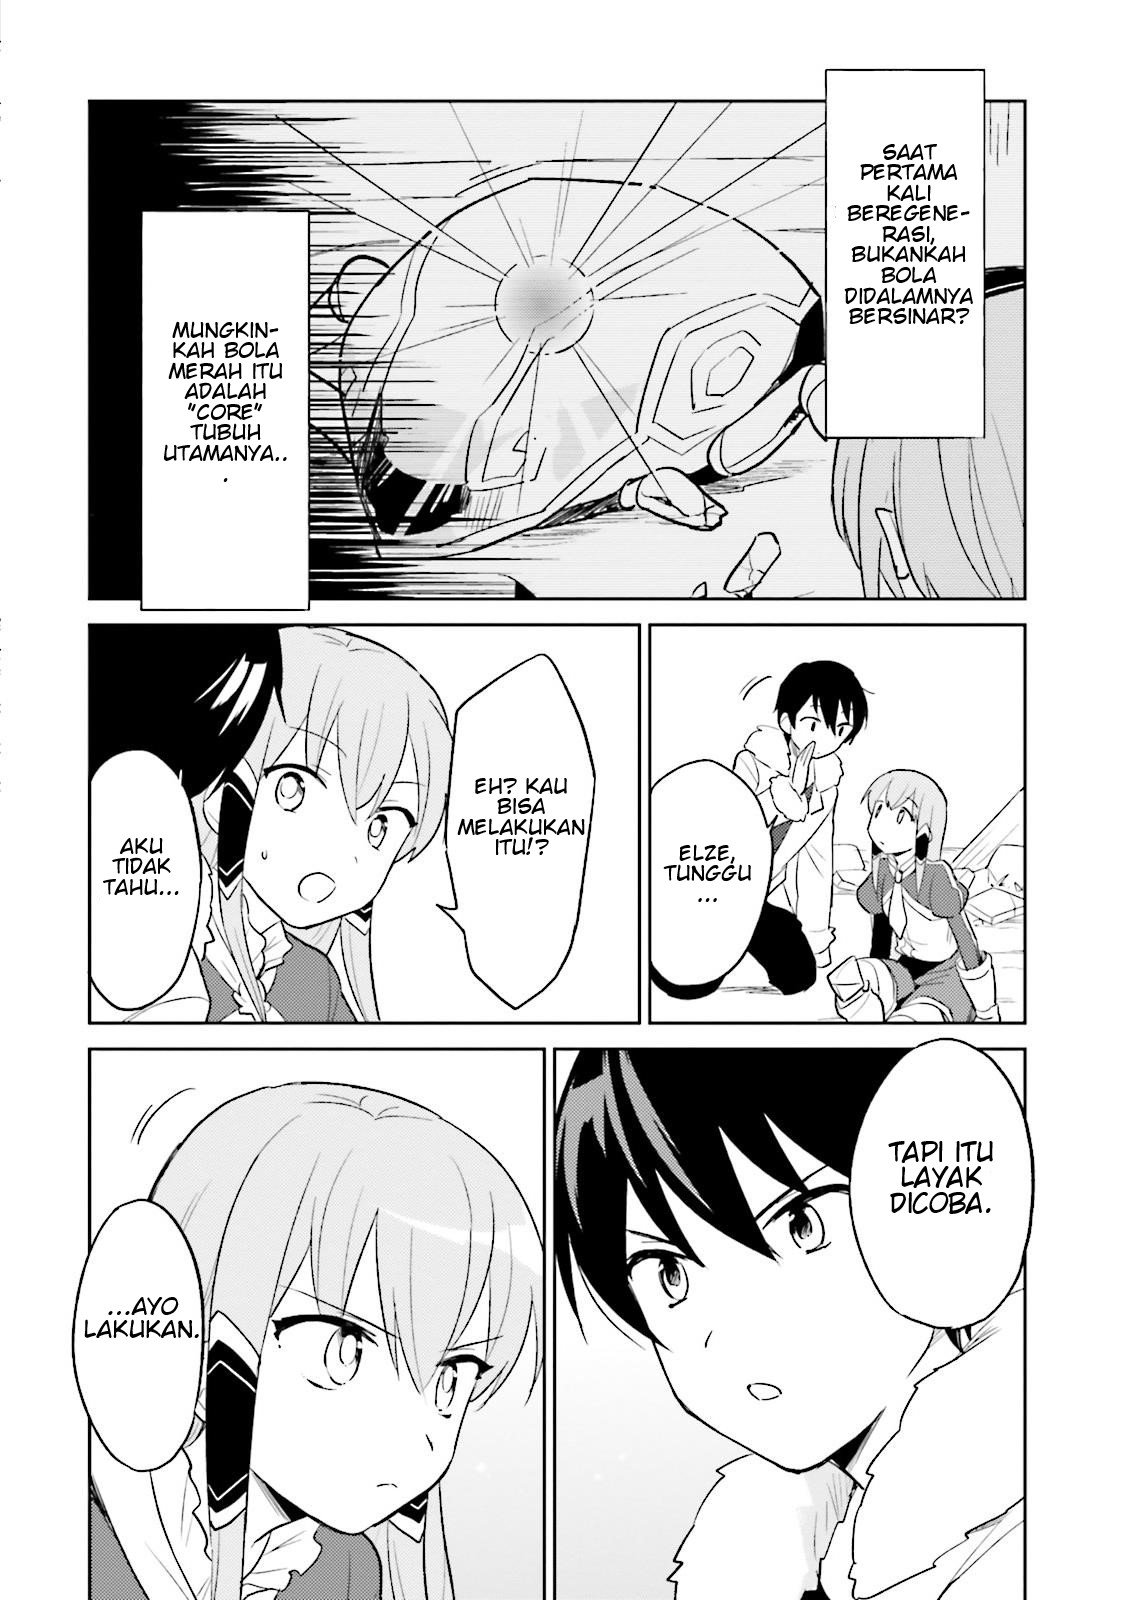 SAAT
PERTAMA
KALI
BEREGENE-
RASI,
BUKANKAH
BOLA
DIDALAMNYA
BERSINAR?
MUNGKIN-
KAH BOLA
MERAH ITU
ADALAH
"CORE"
TUBUH
UTAMANYA..
.
ELZE,
TUNGGU
...
EH? KAU
BISA
MELAKUKAN
ITU!?
AKU
TIDAK
TAHU...
TAPI ITU
LAYAK
DICOBA.
...AYO
LAKUKAN.